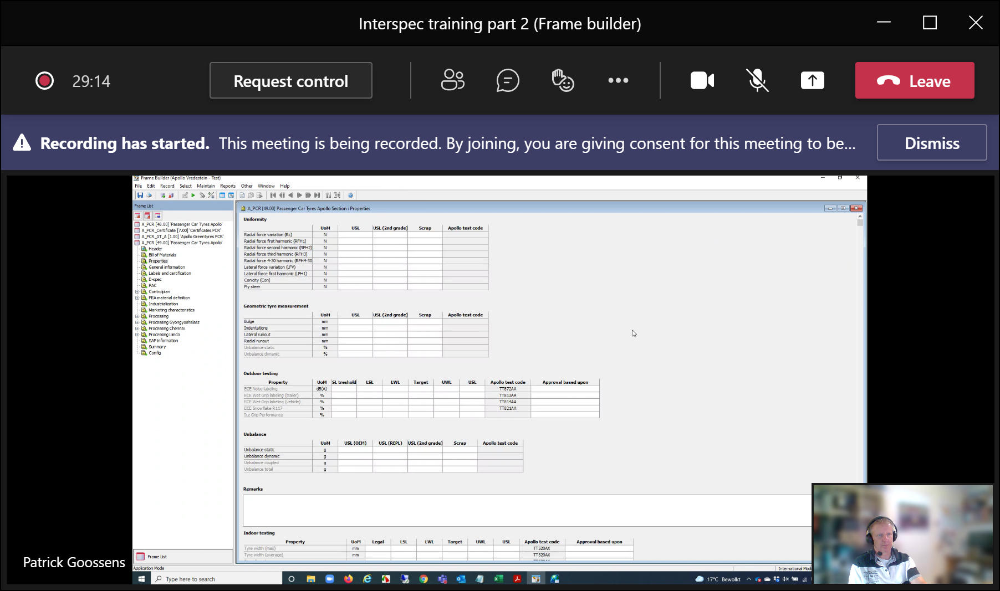 Interspec training part 2 (Frame builder)
29:14
Request control
Leave
Recording has started. This meeting is being recorded. By joining, you are giving consent for this meeting to be...
Dismiss
Frame Builder (Apollo Vredestein - Test)
File Edit Record Select Maintain Reports Other Window Help
Frame List
A_PCR [48.00] 'Passenger Car Tyres Apollo'
A_PCR_Certificate [7.00] 'Certificates PCR'
A_PCR_GT_A [1.00] 'Apollo Greentyres PCR'
A_PCR [49.00] 'Passenger Car Tyres Apollo'
Header
Bill of Materials
Properties
General information
Labels and certification
D-spec
PAC
Controlplan
FEA material definition
Industrialization
Marketing characteristics
Processing
Processing Gyongyoshalasz
Processing Chennai
Processing Limda
SAP information
Summary
Config
Frame List
Application Mode
A_PCR [49.00] Passenger Car Tyres Apollo Section : Properties
Uniformity
UoM USL USL (2nd grade) Scrap Apollo test code
Radial force variation (Rc) N
Radial force first harmonic (RFH1) N
Radial force second harmonic (RFH2) N
Radial force third harmonic (RFH3) N
Radial force 4-30 harmonic (RFH4-30 N
Lateral force variation (LFV) N
Lateral force first harmonic (LFH1) N
Conicity (Con) N
Ply steer N
Geometric tyre measurement
UoM USL USL (2nd grade) Scrap Apollo test code
Bulge mm
Indentations mm
Lateral runout mm
Radial runout mm
Unbalance static %
Unbalance dynamic %
Outdoor testing
Property UoM SL treshold LSL LWL Target UWL USL Apollo test code Approval based upon
ECE Noise labeling dB(A) TT872AA
ECE Wet Grip labeling (trailer) % TT813AA
ECE Wet Grip labeling (vehicle) % TT814AA
ECE Snowflake R117 % TT821AA
Ice Grip Performance %
Unbalance
UoM USL (OEM) USL (REPL) USL (2nd grade) Scrap Apollo test code
Unbalance static g
Unbalance dynamic g
Unbalance coupled g
Unbalance total g
Remarks
Indoor testing
Property UoM Legal LSL LWL Target UWL USL Apollo test code Approval based upon
Tyre width (max) mm TT520AX
Tyre width (average) mm TT520AX
International Mod
Patrick Goossens
Type here to search
17°C Bewolkt